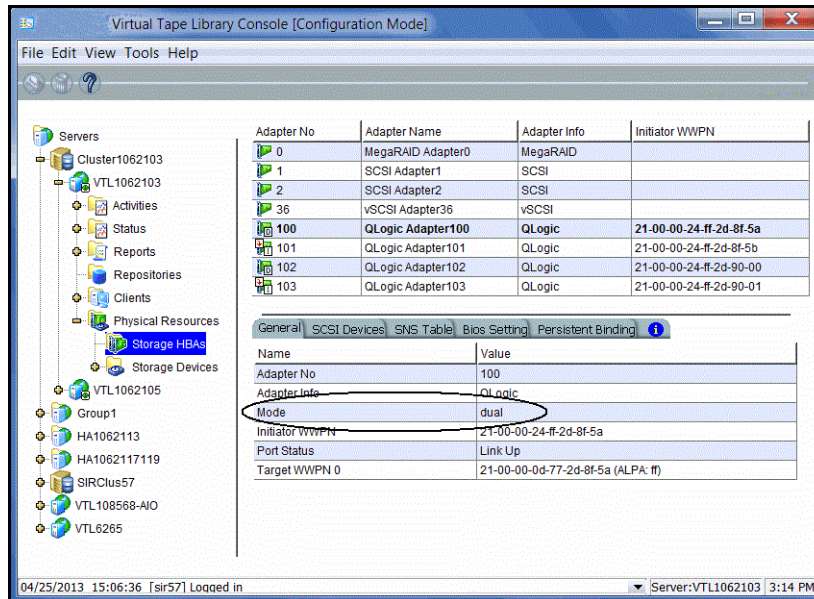 Virtual Tape Library Console [Configuration Mode]
File Edit View Tools Help
Servers
Cluster1062103
VTL1062103
Activities
Status
Reports
Repositories
Clients
Physical Resources
Storage HBAs
Storage Devices
VTL1062105
Group1
HA1062113
HA1062117119
SIRClus57
VTL108568-AIO
VTL6265
Adapter No Adapter Name Adapter Info Initiator WWPN
0 MegaRAID Adapter0 MegaRAID
1 SCSI Adapter1 SCSI
2 SCSI Adapter2 SCSI
36 vSCSI Adapter36 vSCSI
100 QLogic Adapter100 QLogic 21-00-00-24-ff-2d-8f-5a
101 QLogic Adapter101 QLogic 21-00-00-24-ff-2d-8f-5b
102 QLogic Adapter102 QLogic 21-00-00-24-ff-2d-90-00
103 QLogic Adapter103 QLogic 21-00-00-24-ff-2d-90-01
General SCSI Devices SNS Table Bios Setting Persistent Binding
Name Value
Adapter No 100
Adapter Info QLogic
Mode dual
Initiator WWPN 21-00-00-24-ff-2d-8f-5a
Port Status Link Up
Target WWPN 0 21-00-00-0d-77-2d-8f-5a (ALPA: ff)
04/25/2013 15:06:36 [sir57] Logged in Server:VTL1062103 3:14 PM